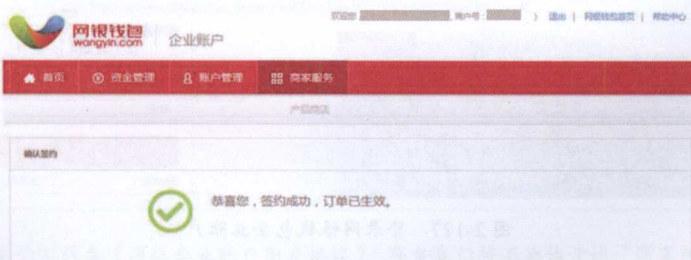 欢迎您 商户号： ） 退出 | 网银钱包首页 | 帮助中心
网银钱包
wangyin.com
企业账户
首页 资金管理 账户管理 商家服务
产品商店
确认签约
恭喜您，签约成功，订单已生效。